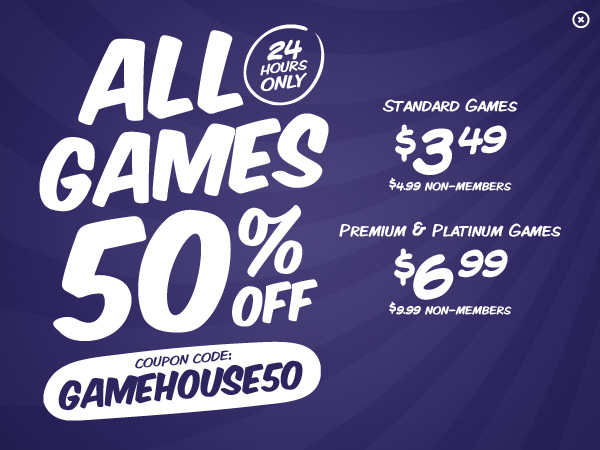 ALL
GAMES
50% OFF
24
HOURS
ONLY
COUPON CODE:
GAMEHOUSE50
STANDARD GAMES
$3.49
$4.99 NON-MEMBERS
PREMIUM & PLATINUM GAMES
$6.99
$9.99 NON-MEMBERS